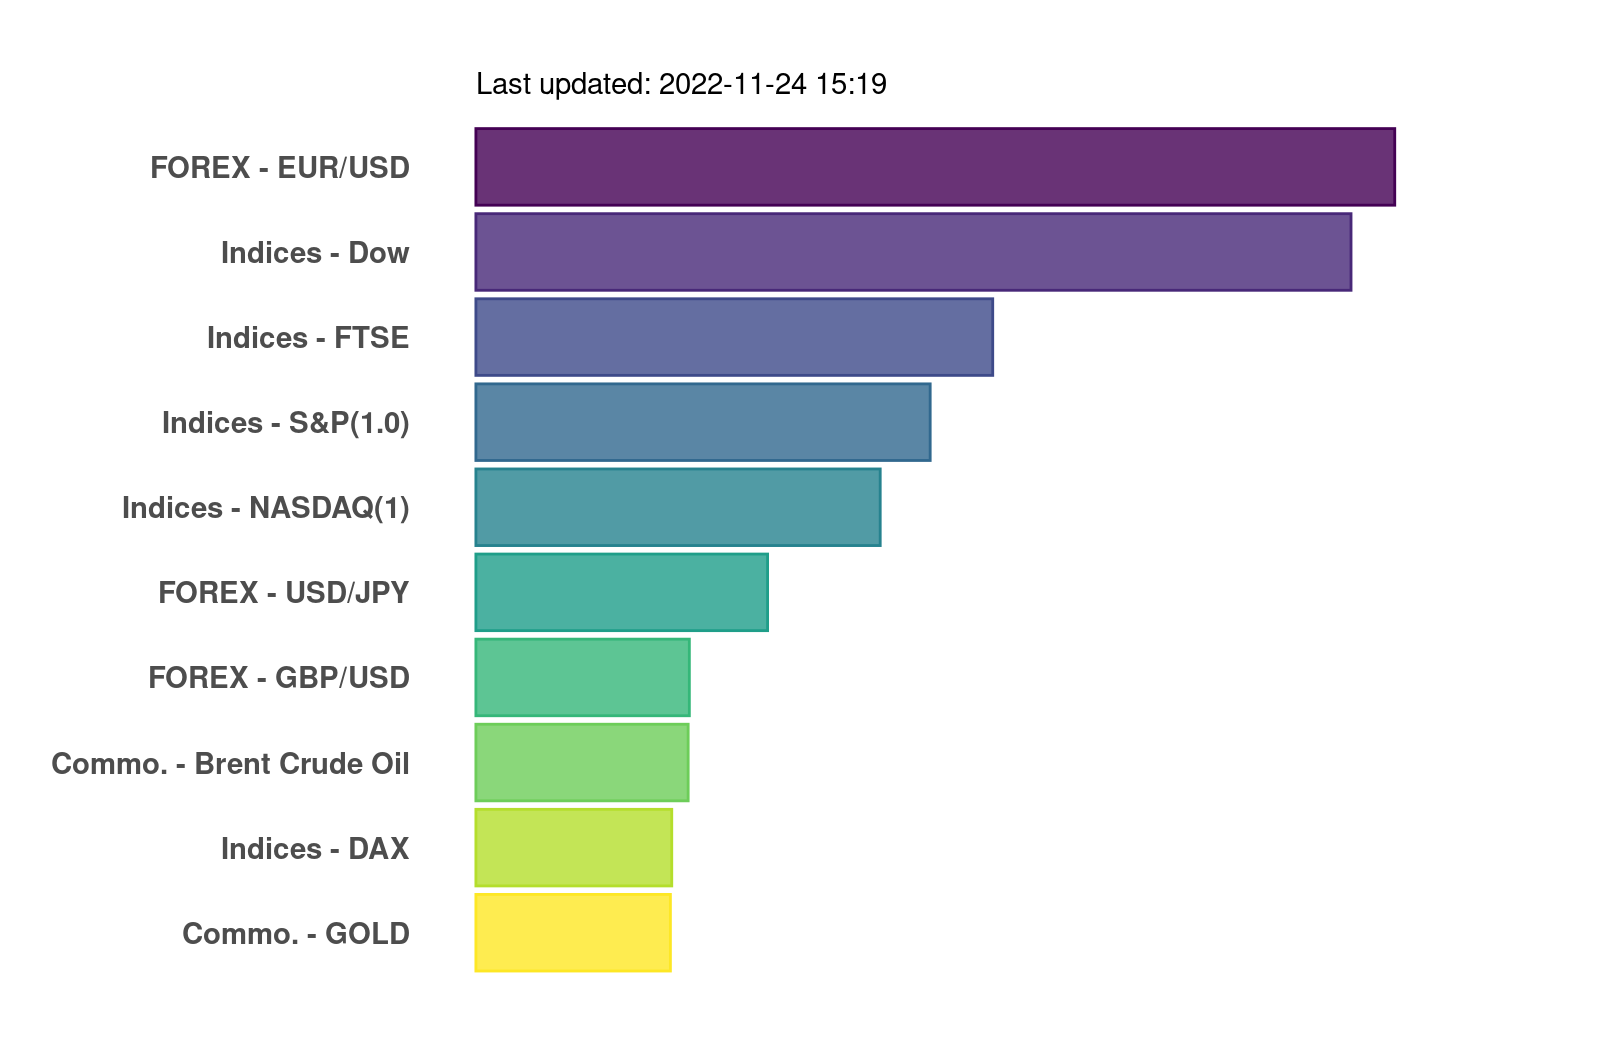 Last updated: 2022-11-24 15:19
FOREX - EUR/USD
Indices - Dow
Indices - FTSE
Indices - S&P(1.0)
Indices - NASDAQ(1)
FOREX - USD/JPY
FOREX - GBP/USD
Commo. - Brent Crude Oil
Indices - DAX
Commo. - GOLD